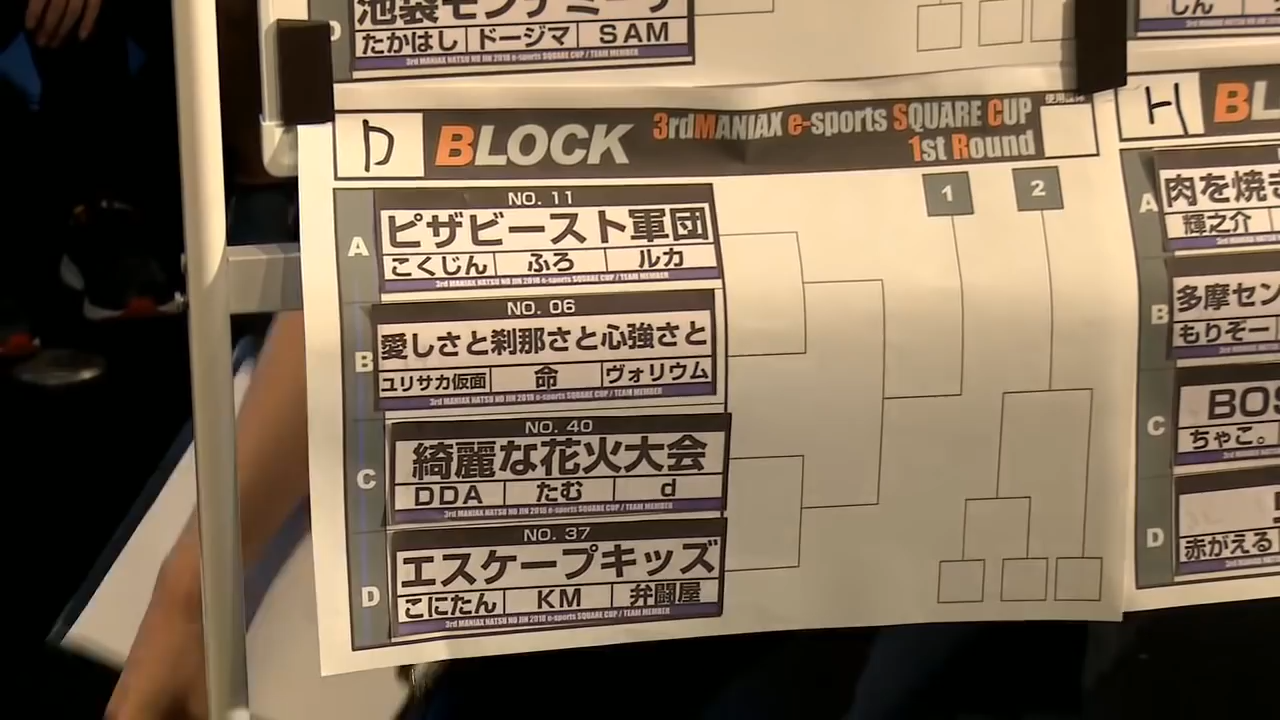 たかはし ドージマ SAM
3rd MANIAX NATSU NO JIN 2018 e-sports SQUARE CUP / TEAM MEMBER
しん
D BLOCK 3rdMANIAX e-sports SQUARE CUP
1st Round
1 2
NO. 11
A ピザビースト軍団
こくじん ふろ ルカ
3rd MANIAX NATSU NO JIN 2018 e-sports SQUARE CUP / TEAM MEMBER
NO. 06
B 愛しさと刹那さと心強さと
ユリサカ仮面 命 ヴォリウム
3rd MANIAX NATSU NO JIN 2018 e-sports SQUARE CUP / TEAM MEMBER
NO. 40
C 綺麗な花火大会
DDA たむ d
3rd MANIAX NATSU NO JIN 2018 e-sports SQUARE CUP / TEAM MEMBER
NO. 37
D エスケープキッズ
こにたん KM 弁闘屋
3rd MANIAX NATSU NO JIN 2018 e-sports SQUARE CUP / TEAM MEMBER
H BL
A 肉を焼き
輝之介
B 多摩セン
もりぞー
C BOS
ちゃこ。
D
赤がえる